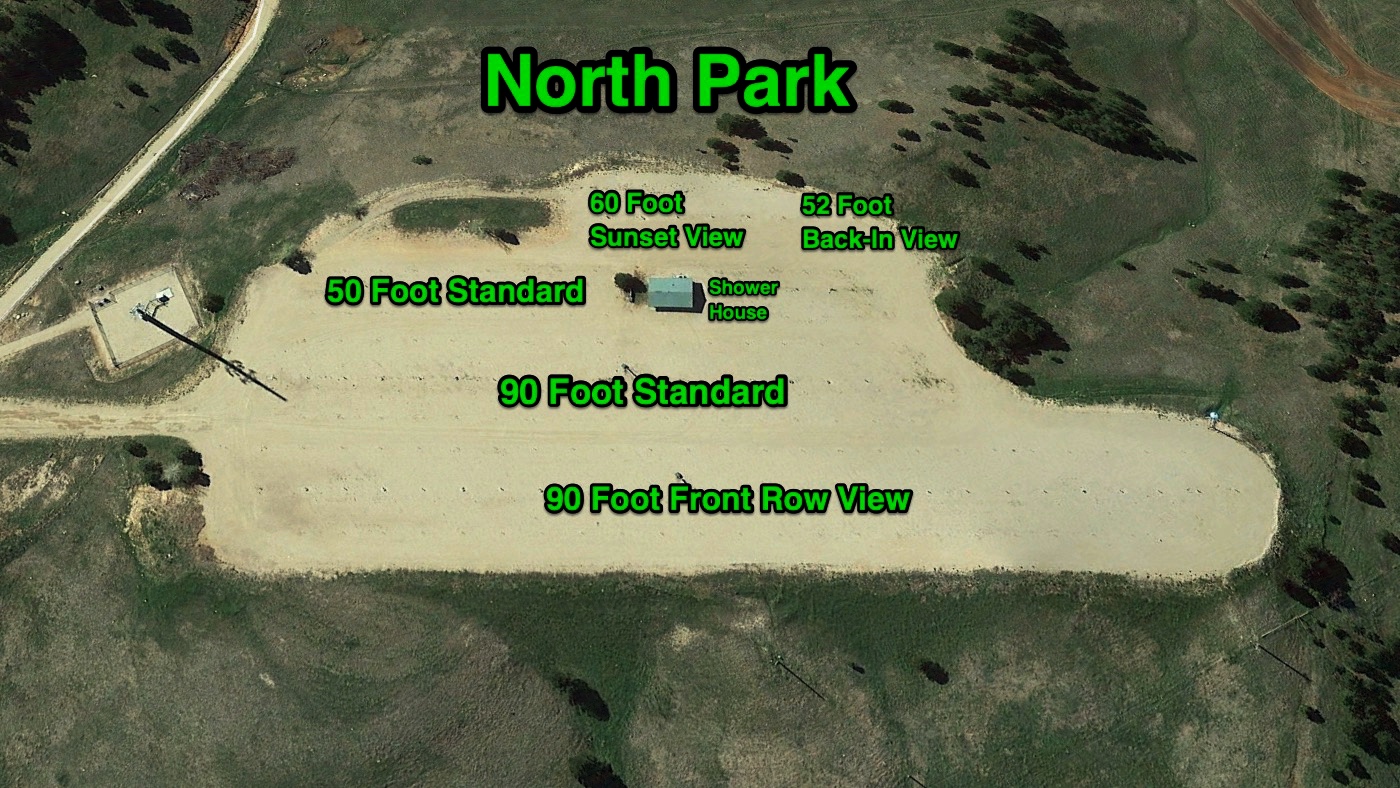 North Park
60 Foot
Sunset View
52 Foot
Back-In View
50 Foot Standard
Shower
House
90 Foot Standard
90 Foot Front Row View